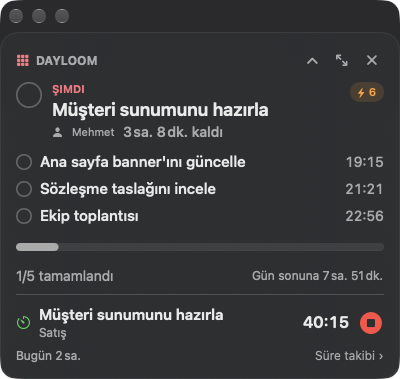 DAYLOOM
ŞIMDI
6
Müşteri sunumunu hazırla
Mehmet 3 sa. 8 dk. kaldı
Ana sayfa banner'ını güncelle 19:15
Sözleşme taslağını incele 21:21
Ekip toplantısı 22:56
1/5 tamamlandı Gün sonuna 7 sa. 51 dk.
Müşteri sunumunu hazırla 40:15
Satış
Bugün 2 sa. Süre takibi ›